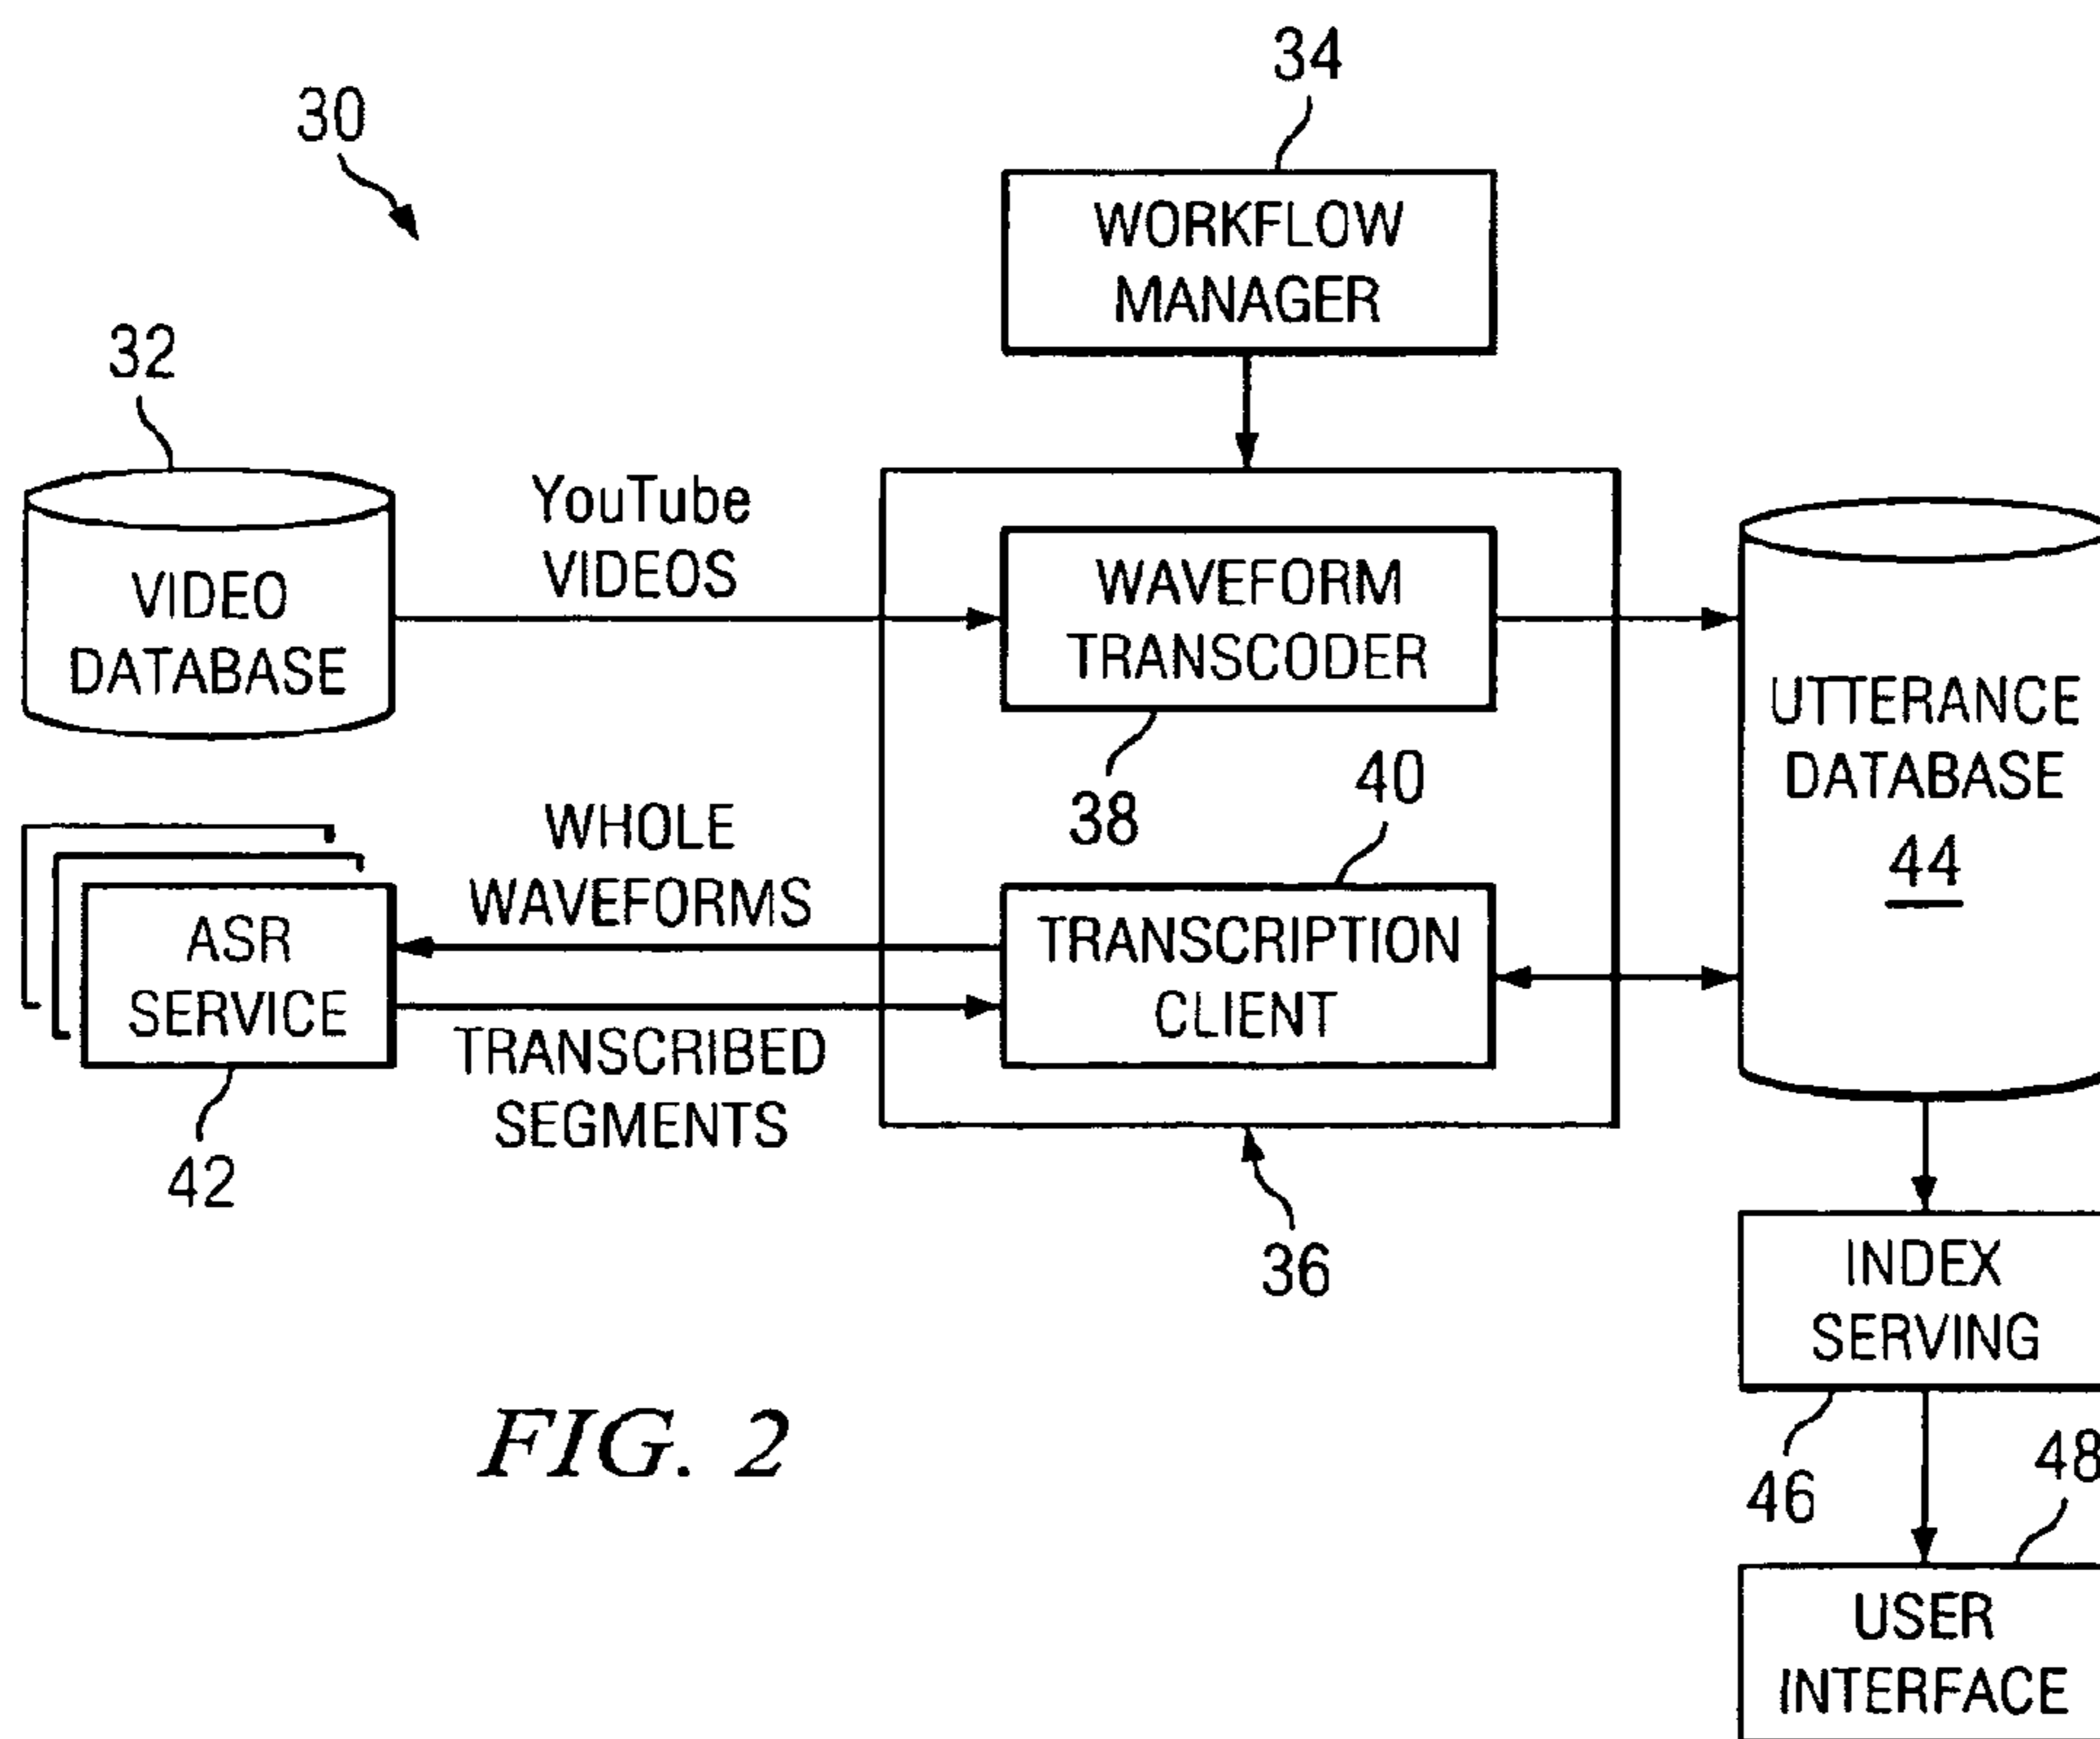 34
30
WORKFLOW
MANAGER
32
YouTube
VIDEOS
VIDEO
DATABASE
WAVEFORM
TRANSCODER
38
40
UTTERANCE
DATABASE
44
WHOLE
WAVEFORMS
ASR
SERVICE
TRANSCRIPTION
CLIENT
TRANSCRIBED
SEGMENTS
42
36
INDEX
SERVING
FIG. 2
46
48
USER
INTERFACE